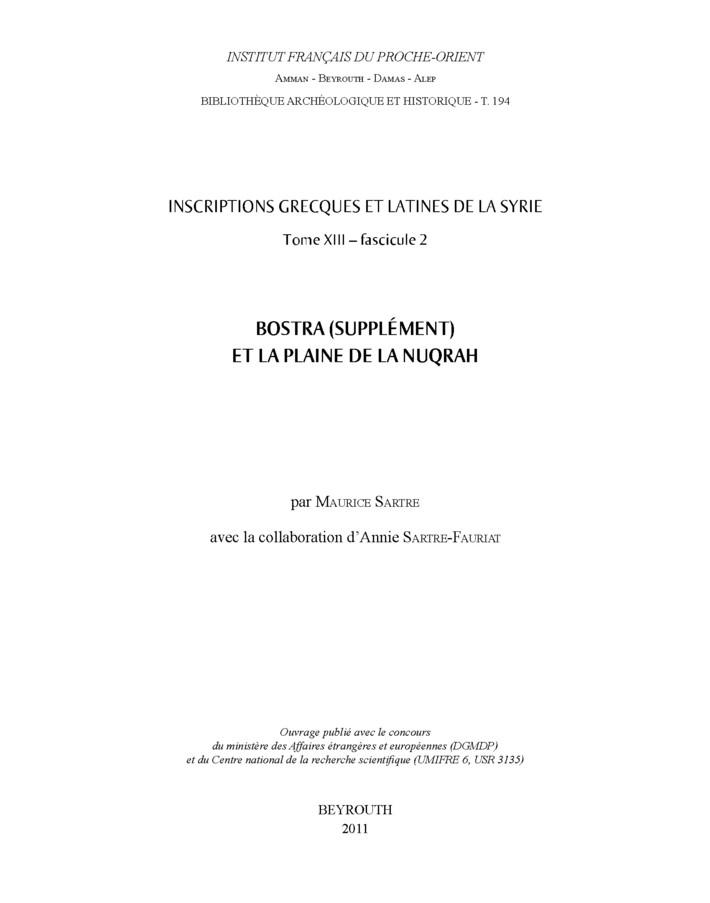 INSTITUT FRANÇAIS DU PROCHE-ORIENT
Amman - Beyrouth - Damas - Alep
BIBLIOTHÈQUE ARCHÉOLOGIQUE ET HISTORIQUE - T. 194
INSCRIPTIONS GRECQUES ET LATINES DE LA SYRIE
Tome XIII – fascicule 2
BOSTRA (SUPPLÉMENT)
ET LA PLAINE DE LA NUQRAH
par Maurice Sartre
avec la collaboration d’Annie Sartre-Fauriat
Ouvrage publié avec le concours
du ministère des Affaires étrangères et européennes (DGMDP)
et du Centre national de la recherche scientifique (UMIFRE 6, USR 3135)
BEYROUTH
2011